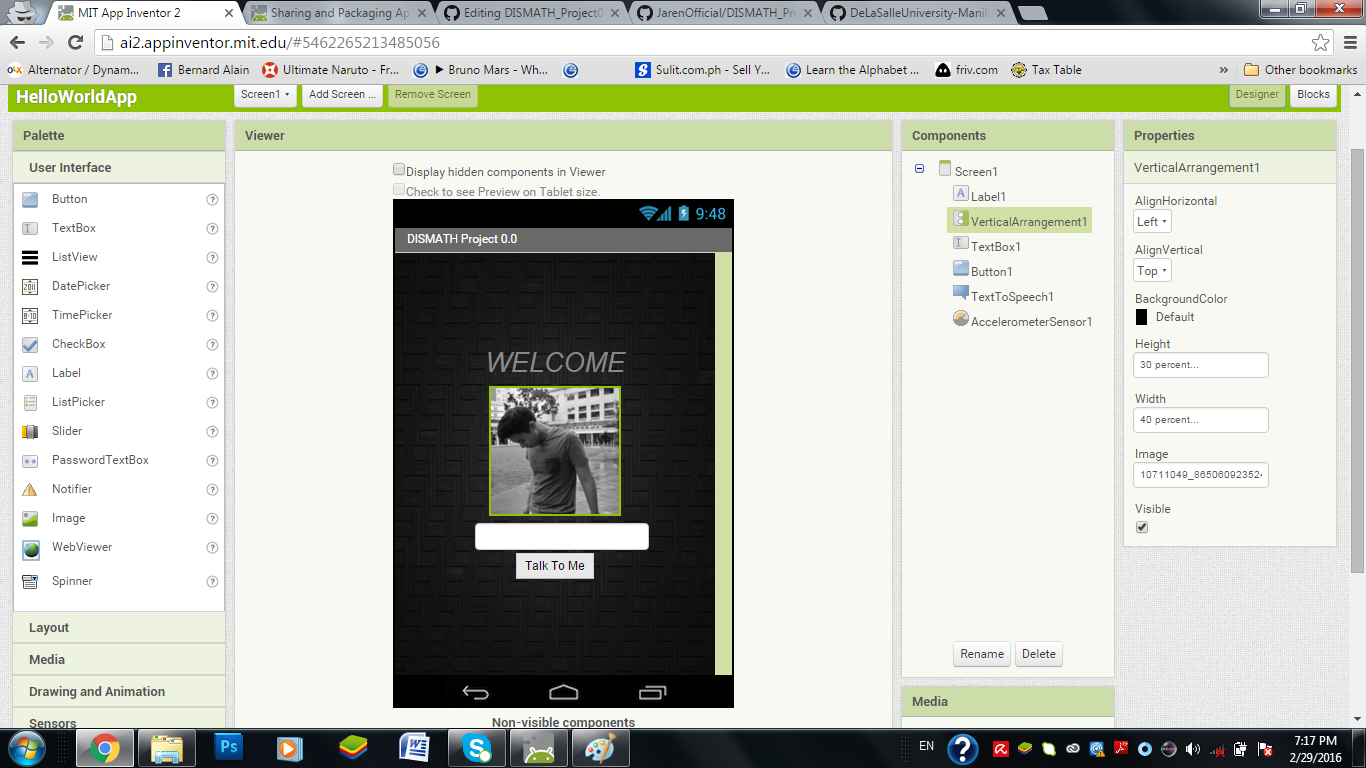 MIT App Inventor 2
Sharing and Packaging Ap
Editing DISMATH_Project0
JarenOfficial/DISMATH_Pr
DeLaSalleUniversity-Manil
ai2.appinventor.mit.edu/#5462265213485056
Alternator / Dynam...
Bernard Alain
Ultimate Naruto - Fr...
▶ Bruno Mars - Wh...
Sulit.com.ph - Sell Y...
Learn the Alphabet ...
friv.com
Tax Table
»
Other bookmarks
HelloWorldApp
Screen1
Add Screen ...
Remove Screen
Designer
Blocks
Palette
User Interface
Button
TextBox
ListView
DatePicker
TimePicker
CheckBox
Label
ListPicker
Slider
PasswordTextBox
Notifier
Image
WebViewer
Spinner
Layout
Media
Drawing and Animation
Sensors
Viewer
Display hidden components in Viewer
Check to see Preview on Tablet size.
9:48
DISMATH Project 0.0
WELCOME
Talk To Me
Non-visible components
Components
Screen1
Label1
VerticalArrangement1
TextBox1
Button1
TextToSpeech1
AccelerometerSensor1
Rename
Delete
Media
Properties
VerticalArrangement1
AlignHorizontal
Left
AlignVertical
Top
BackgroundColor
Default
Height
30 percent...
Width
40 percent...
Image
10711049_86506092352
Visible
EN
7:17 PM
2/29/2016